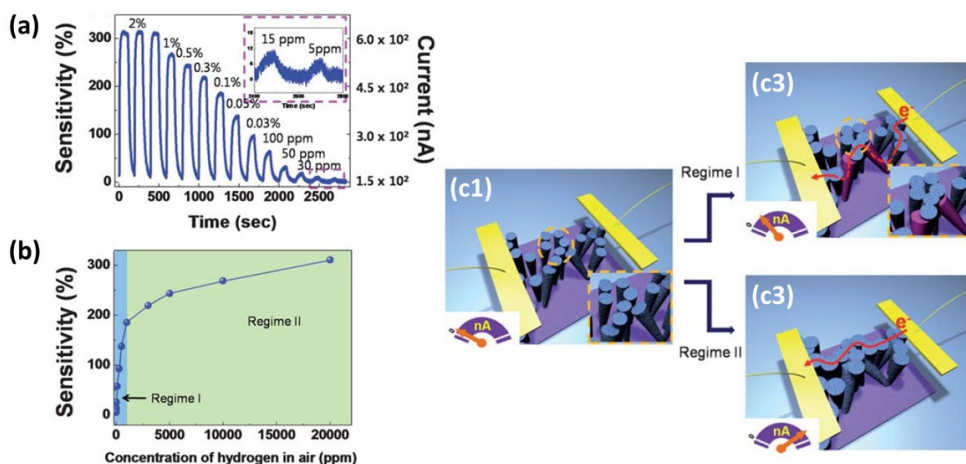 (a)
Sensitivity (%)
300
200
100
0
2%
1%
0.5%
0.3%
0.1%
0.05%
0.03%
100 ppm
50 ppm
30 ppm
15 ppm
5ppm
Time (sec)
6.0 x 10²
4.5 x 10²
3.0 x 10²
1.5 x 10²
Current (nA)
0 500 1000 1500 2000 2500
Time (sec)
(b)
Sensitivity (%)
300
200
100
0
Regime II
Regime I
0 5000 10000 15000 20000
Concentration of hydrogen in air (ppm)
(c1)
0
nA
Regime I
Regime II
(c3)
e-
0
nA
(c3)
e-
0
nA